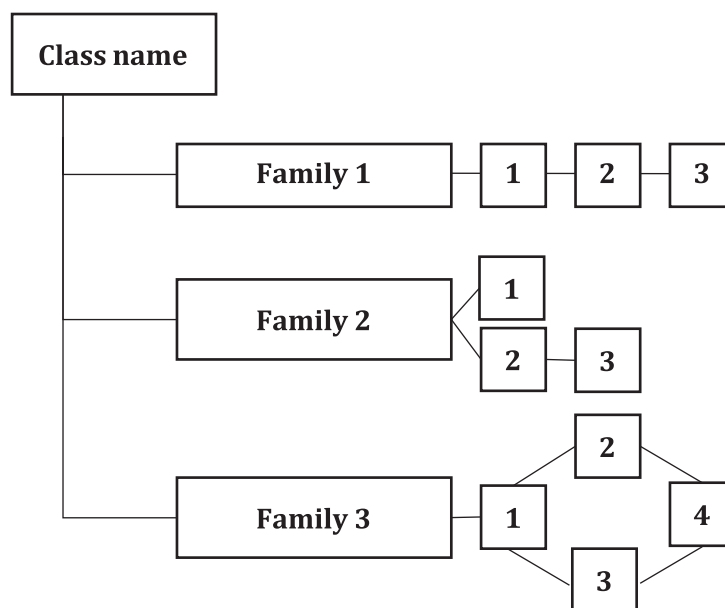 Class name
Family 1 1 2 3
Family 2
1
2 3
Family 3
2
1 4
3